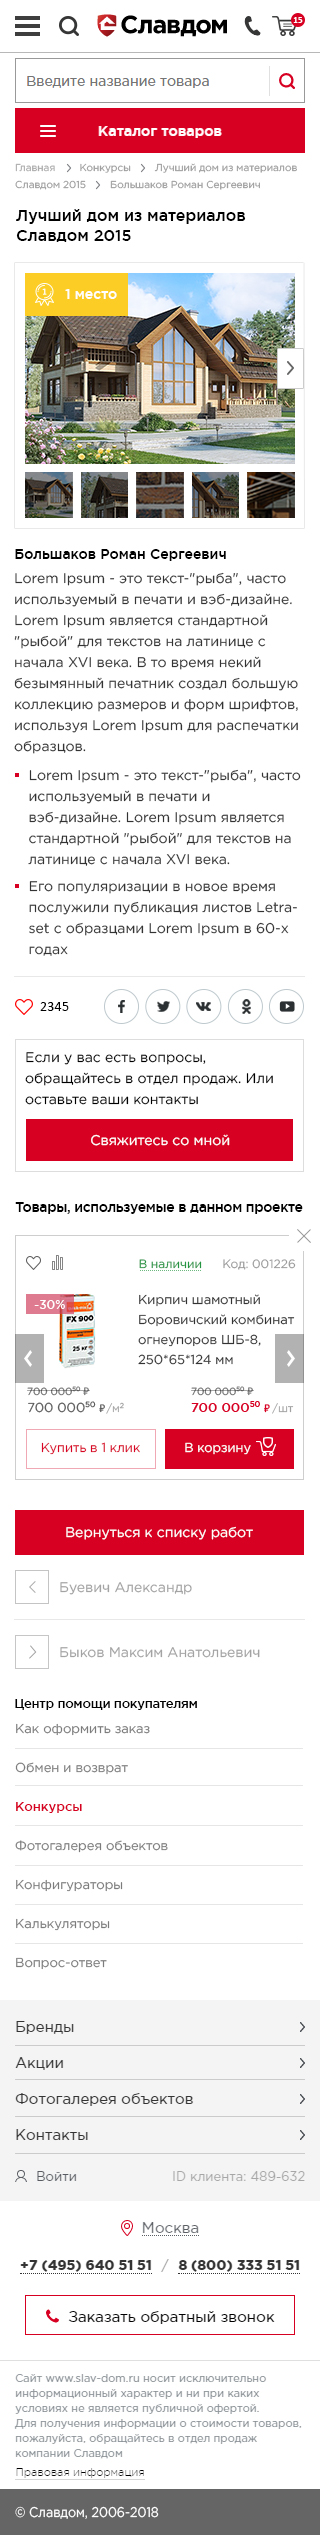 Славдом
15
Введите название товара
Каталог товаров
Главная > Конкурсы > Лучший дом из материалов
Славдом 2015 > Большаков Роман Сергеевич
Лучший дом из материалов
Славдом 2015
1
1 место
Большаков Роман Сергеевич
Lorem Ipsum - это текст-"рыба", часто
используемый в печати и вэб-дизайне.
Lorem Ipsum является стандартной
"рыбой" для текстов на латинице с
начала XVI века. В то время некий
безымянный печатник создал большую
коллекцию размеров и форм шрифтов,
используя Lorem Ipsum для распечатки
образцов.
Lorem Ipsum - это текст-"рыба", часто
используемый в печати и
вэб-дизайне. Lorem Ipsum является
стандартной "рыбой" для текстов на
латинице с начала XVI века.
Его популяризации в новое время
послужили публикация листов Letra-
set с образцами Lorem Ipsum в 60-х
годах
2345
Если у вас есть вопросы,
обращайтесь в отдел продаж. Или
оставьте ваши контакты
Свяжитесь со мной
Товары, используемые в данном проекте
В наличии Код: 001226
-30%
FX 900
25 кг
Кирпич шамотный
Боровичский комбинат
огнеупоров ШБ-8,
250*65*124 мм
700 000⁵⁰ ₽ 700 000⁵⁰ ₽
700 000⁵⁰ ₽/м² 700 000⁵⁰ ₽/шт
Купить в 1 клик В корзину
Вернуться к списку работ
Буевич Александр
Быков Максим Анатольевич
Центр помощи покупателям
Как оформить заказ
Обмен и возврат
Конкурсы
Фотогалерея объектов
Конфигураторы
Калькуляторы
Вопрос-ответ
Бренды
Акции
Фотогалерея объектов
Контакты
Войти ID клиента: 489-632
Москва
+7 (495) 640 51 51 / 8 (800) 333 51 51
Заказать обратный звонок
Сайт www.slav-dom.ru носит исключительно
информационный характер и ни при каких
условиях не является публичной офертой.
Для получения информации о стоимости товаров,
пожалуйста, обращайтесь в отдел продаж
компании Славдом
Правовая информация
© Славдом, 2006-2018